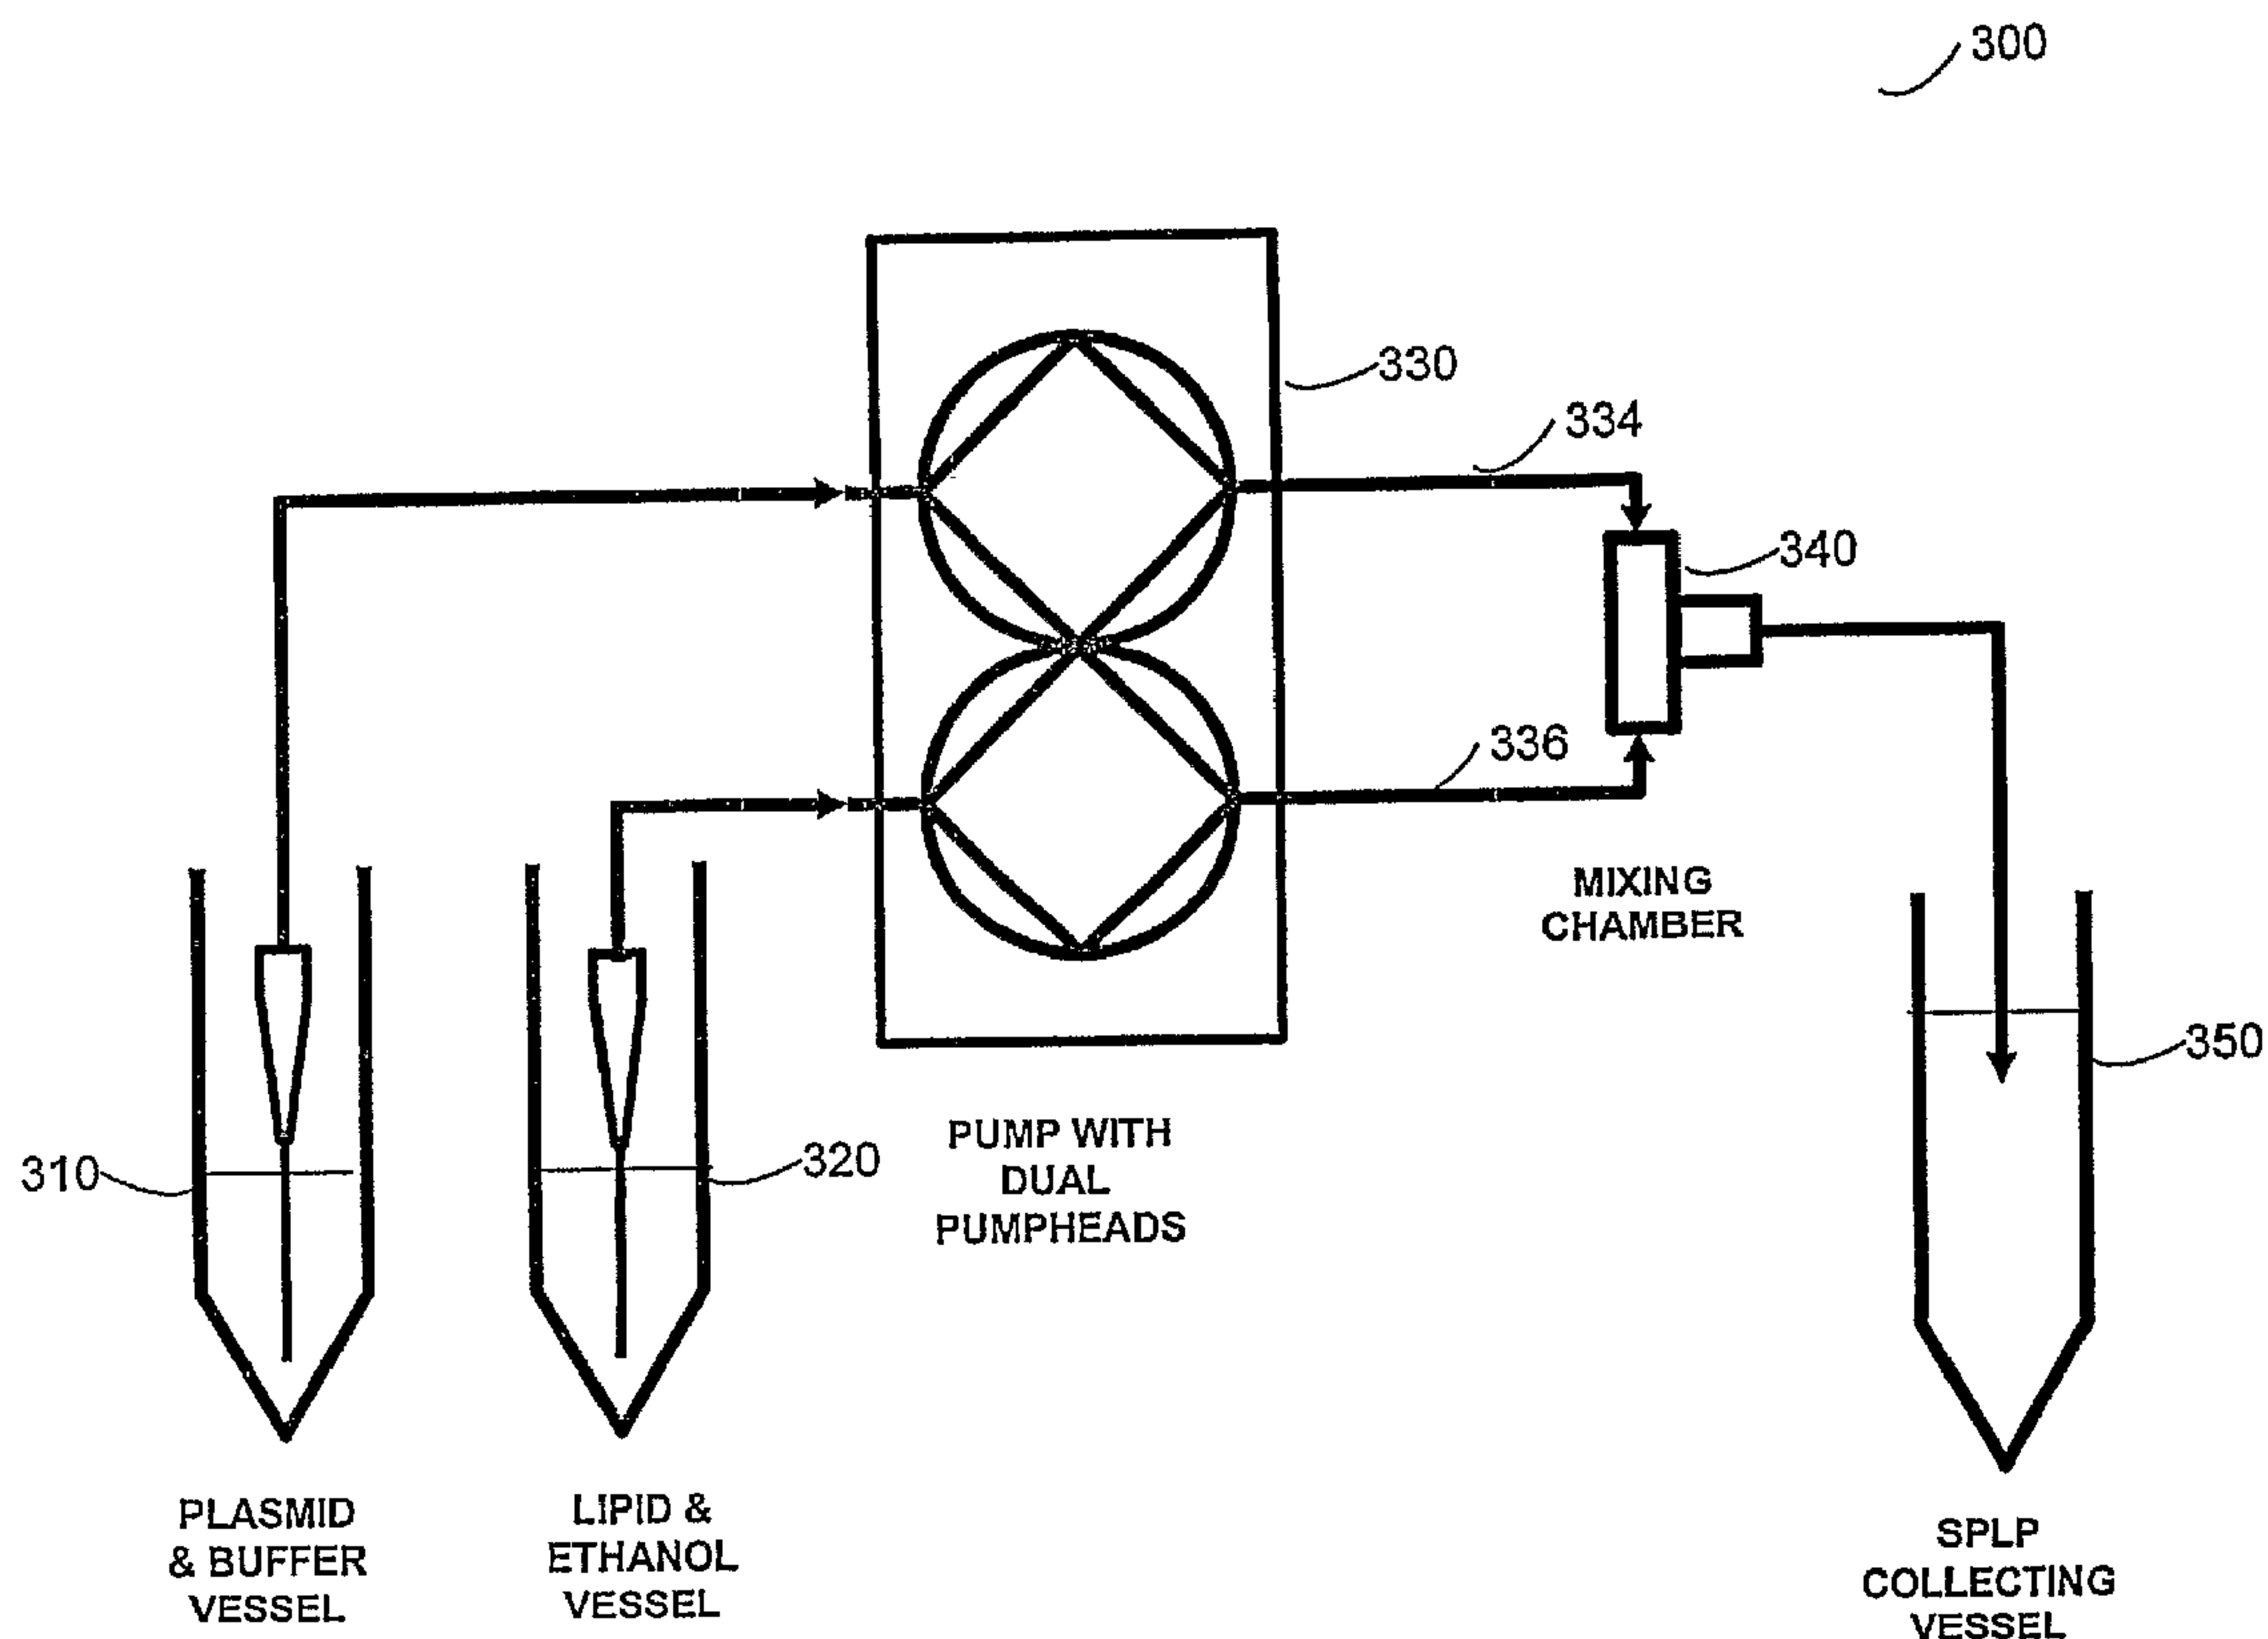 300
330
334
340
336
MIXING
CHAMBER
350
310
320
PUMP WITH
DUAL
PUMPHEADS
PLASMID
& BUFFER
VESSEL
LIPID &
ETHANOL
VESSEL
SPLP
COLLECTING
VESSEL